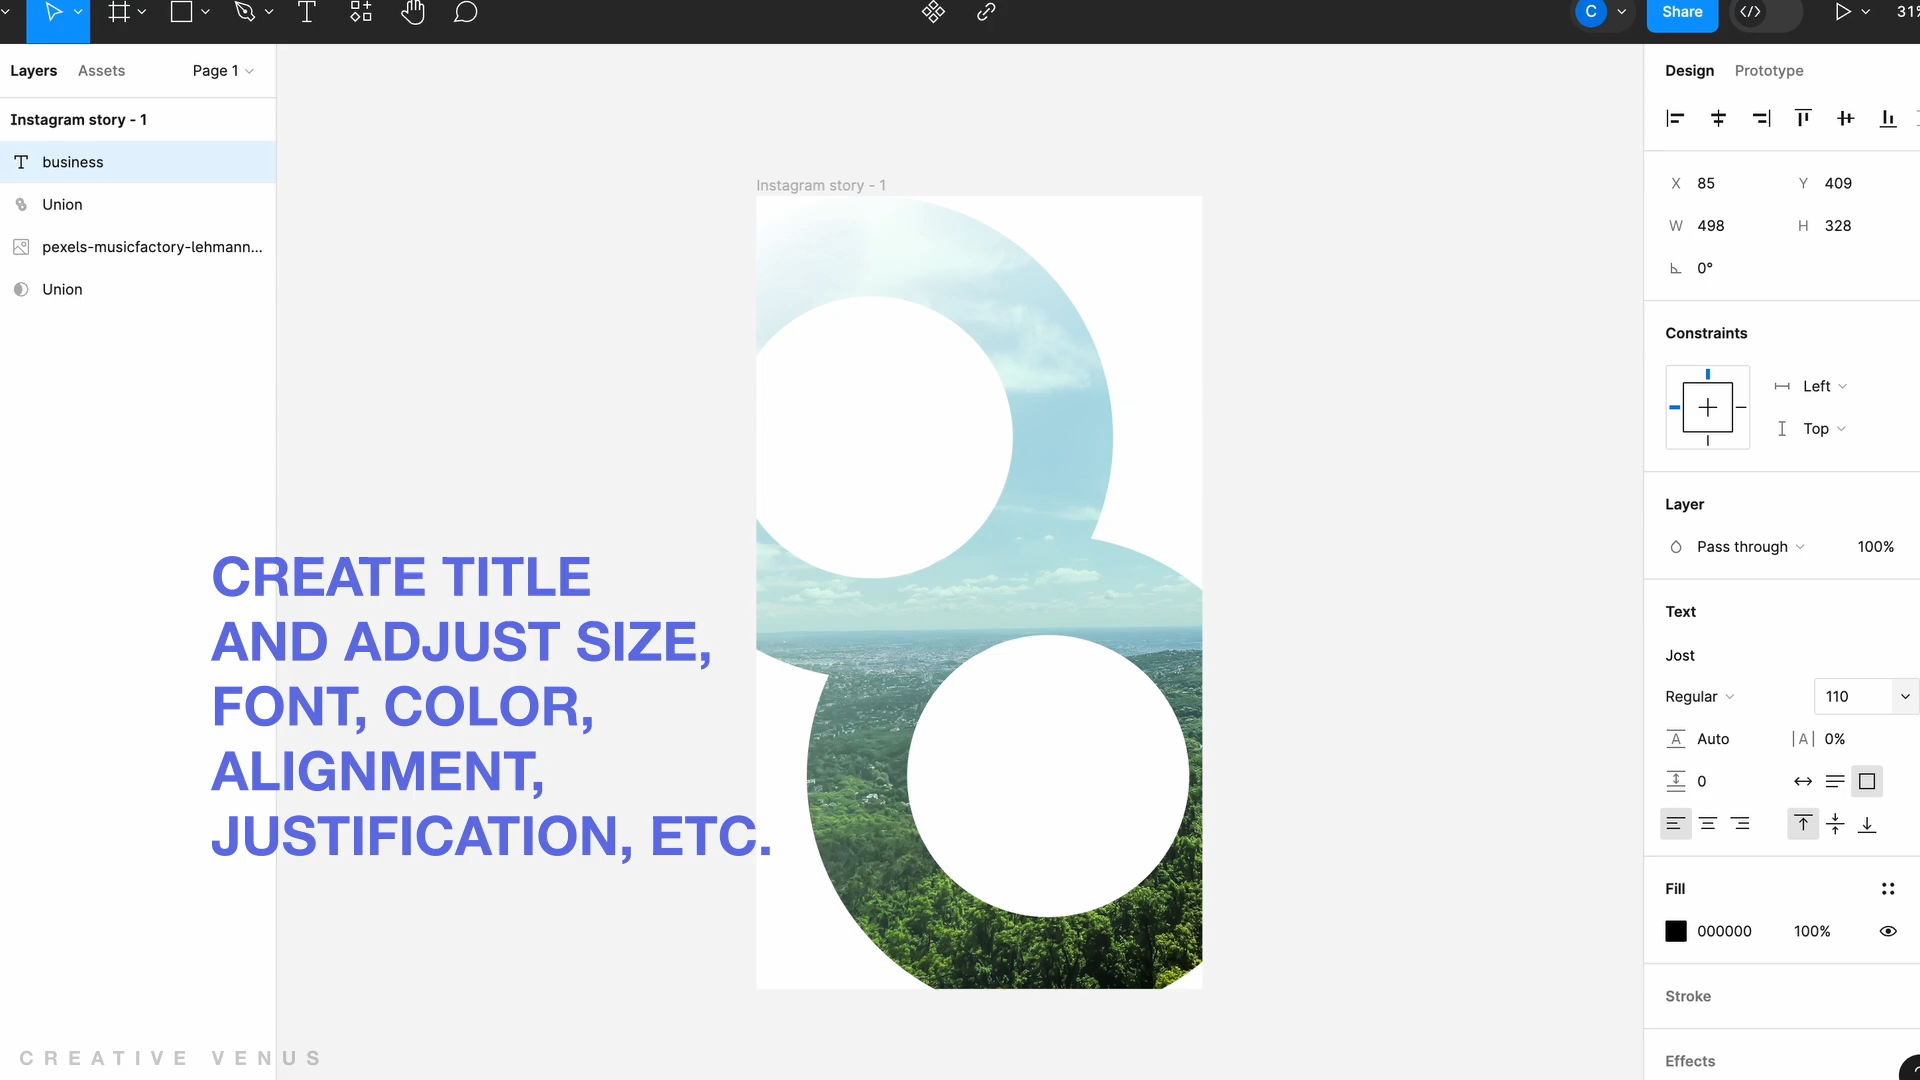 C
Share
31%
Layers
Assets
Page 1
Design
Prototype
Instagram story - 1
business
Union
pexels-musicfactory-lehmann...
Union
Instagram story - 1
X 85
Y 409
W 498
H 328
0°
Constraints
Left
Top
Layer
Pass through
100%
Text
Jost
Regular
110
A Auto
|A| 0%
0
Fill
000000
100%
Stroke
Effects
CREATE TITLE
AND ADJUST SIZE,
FONT, COLOR,
ALIGNMENT,
JUSTIFICATION, ETC.
CREATIVE VENUS